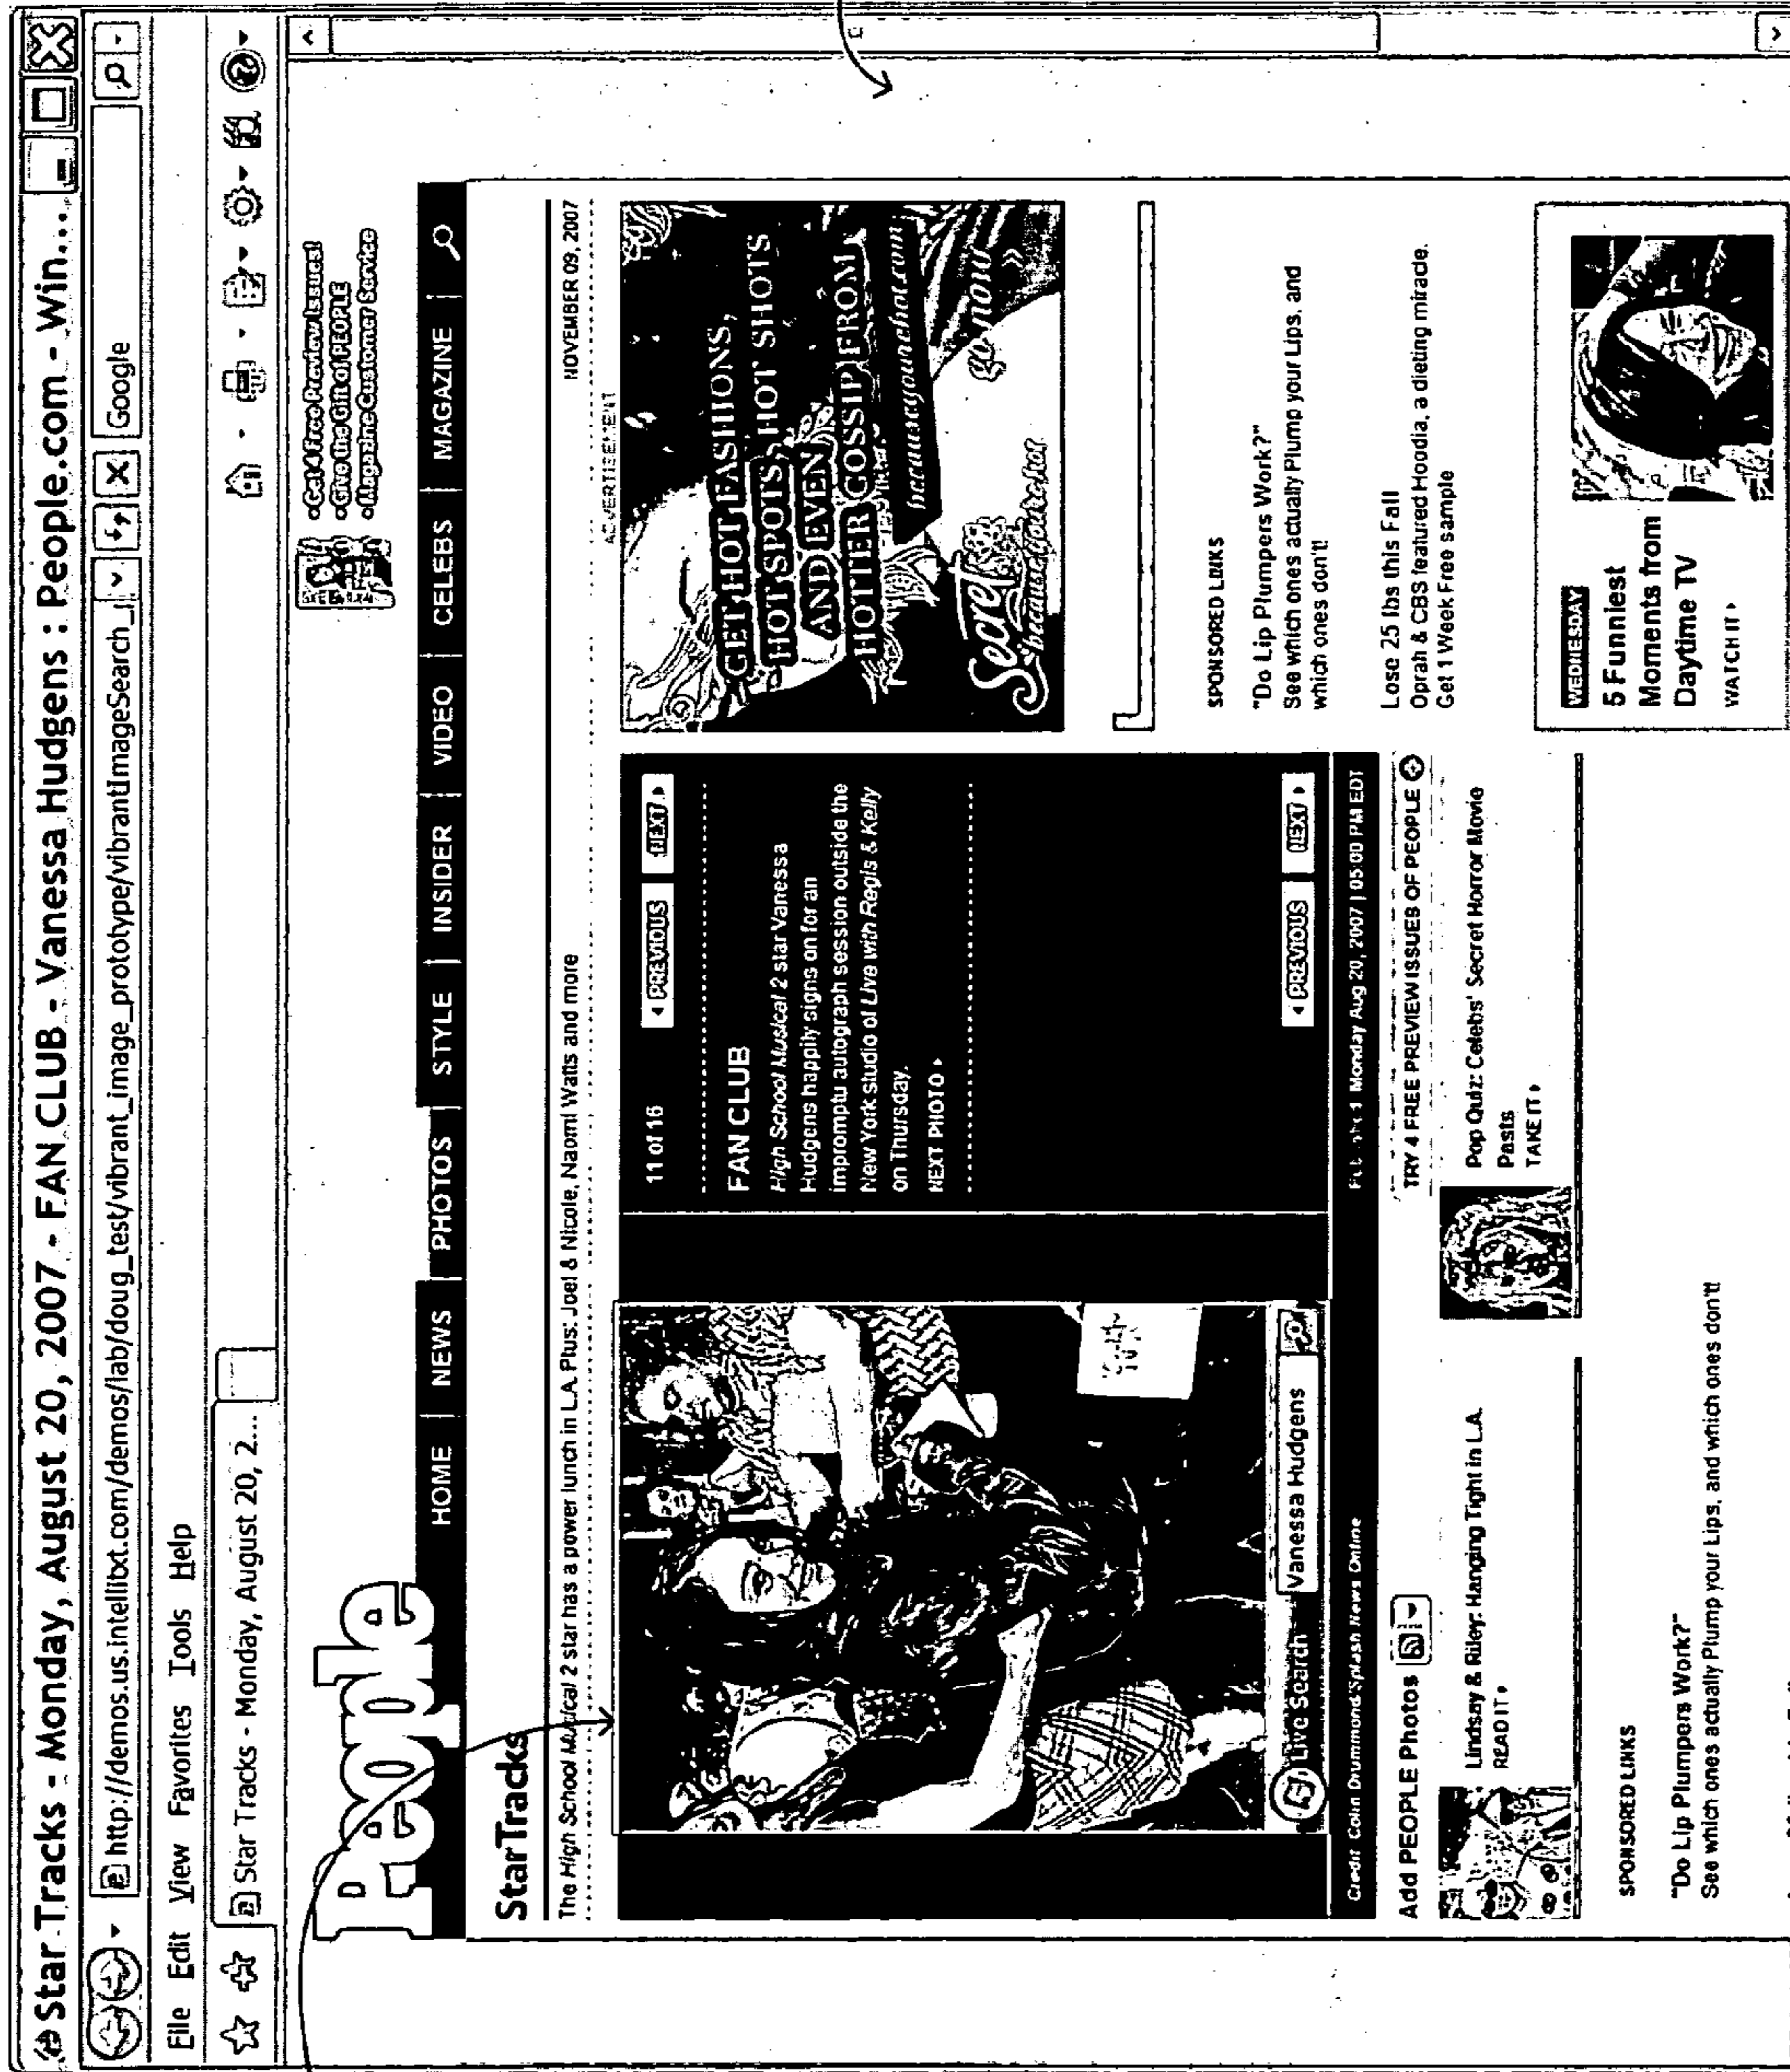 Star Tracks - Monday, August 20, 2007 - FAN CLUB - Vanessa Hudgens : People.com - Win...
http://demos.us.intellitxt.com/demos/lab/doug_test/vibrant_image_prototype/vibrantImageSearch_
Google
File Edit View Favorites Tools Help
Star Tracks - Monday, August 20, 2...
People
•Get 4 Free Preview Issues!
•Give the Gift of PEOPLE
•Magazine Customer Service
HOME | NEWS | PHOTOS | STYLE | INSIDER | VIDEO | CELEBS | MAGAZINE
StarTracks
The High School Musical 2 star has a power lunch in L.A. Plus: Joel & Nicole, Naomi Watts and more
NOVEMBER 09, 2007
11 of 16
PREVIOUS
NEXT
FAN CLUB
High School Musical 2 star Vanessa
Hudgens happily signs on for an
impromptu autograph session outside the
New York studio of Live with Regis & Kelly
on Thursday.
NEXT PHOTO
PREVIOUS
NEXT
Live Search
Vanessa Hudgens
Credit Colin Drummond/Splash News Online
Monday Aug 20, 2007 | 05:00 PM EDT
ADVERTISEMENT
GET HOT FASHIONS,
HOT SPOTS, HOT SHOTS
AND EVEN
HOTTER GOSSIP FROM
becauseyourehot.com
Secret
becauseyourehot
go now »
SPONSORED LINKS
"Do Lip Plumpers Work?"
See which ones actually Plump your Lips, and
which ones don't!
Lose 25 lbs this Fall
Oprah & CBS featured Hoodia, a dieting miracle.
Get 1 Week Free sample
Add PEOPLE Photos
TRY 4 FREE PREVIEW ISSUES OF PEOPLE
Lindsay & Riley: Hanging Tight in L.A.
READ IT
Pop Quiz: Celebs' Secret Horror Movie
Pasts
TAKE IT
WEDNESDAY
5 Funniest
Moments from
Daytime TV
WATCH IT
SPONSORED LINKS
"Do Lip Plumpers Work?"
See which ones actually Plump your Lips, and which ones don't!